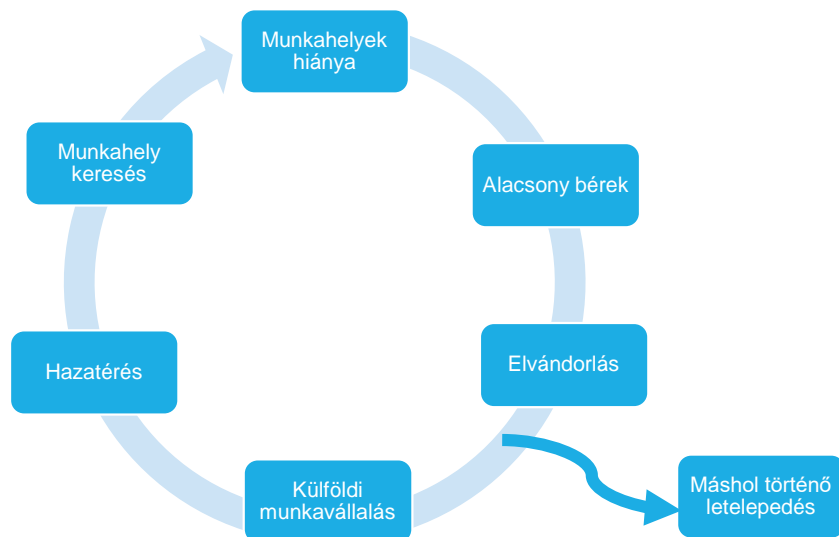 Munkahelyek
hiánya
Alacsony bérek
Elvándorlás
Máshol történő
letelepedés
Külföldi
munkavállalás
Hazatérés
Munkahely
keresés